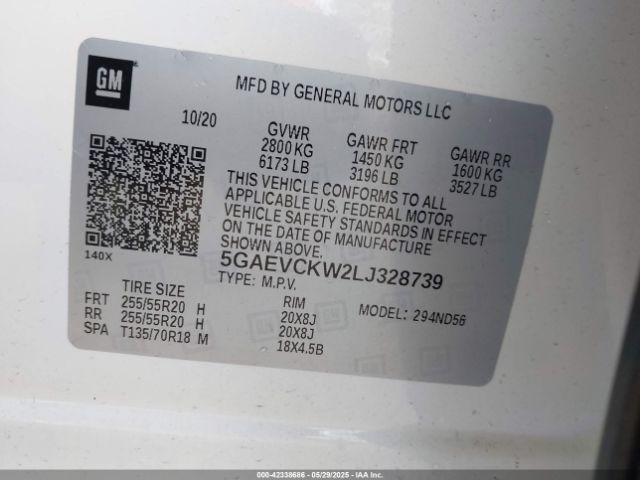 GM
MFD BY GENERAL MOTORS LLC
10/20
GVWR GAWR FRT GAWR RR
2800 KG 1450 KG 1600 KG
6173 LB 3196 LB 3527 LB
THIS VEHICLE CONFORMS TO ALL
APPLICABLE U.S. FEDERAL MOTOR
VEHICLE SAFETY STANDARDS IN EFFECT
ON THE DATE OF MANUFACTURE
SHOWN ABOVE.
140X
5GAEVCKW2LJ328739
TYPE: M.P.V.
TIRE SIZE RIM MODEL: 294ND56
FRT 255/55R20 H 20X8J
RR 255/55R20 H 20X8J
SPA T135/70R18 M 18X4.5B
000-42338686 - 05/29/2025 - IAAI.com